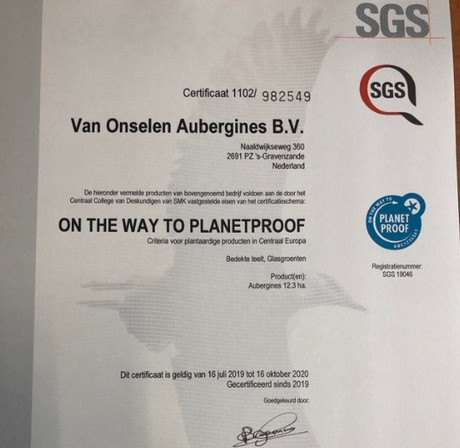 SGS
Certificaat 1102/ 982549
SGS
Van Onselen Aubergines B.V.
Naaldwijkseweg 360
2691 PZ 's-Gravenzande
Nederland
De hieronder vermelde producten van bovengenoemd bedrijf voldoen aan de door het
Centraal College van Deskundigen van SMK vastgestelde eisen van het certificatieschema:
ON THE WAY TO PLANETPROOF
Criteria voor plantaardige producten in Centraal Europa
ON THE WAY TO
PLANET
PROOF
Bedekte teelt, Glasgroenten
Registratienummer:
SGS 19046
Product(en):
Aubergines 12.3 ha.
Dit certificaat is geldig van 16 juli 2019 tot 16 oktober 2020
Gecertificeerd sinds 2019
Goedgekeurd door: